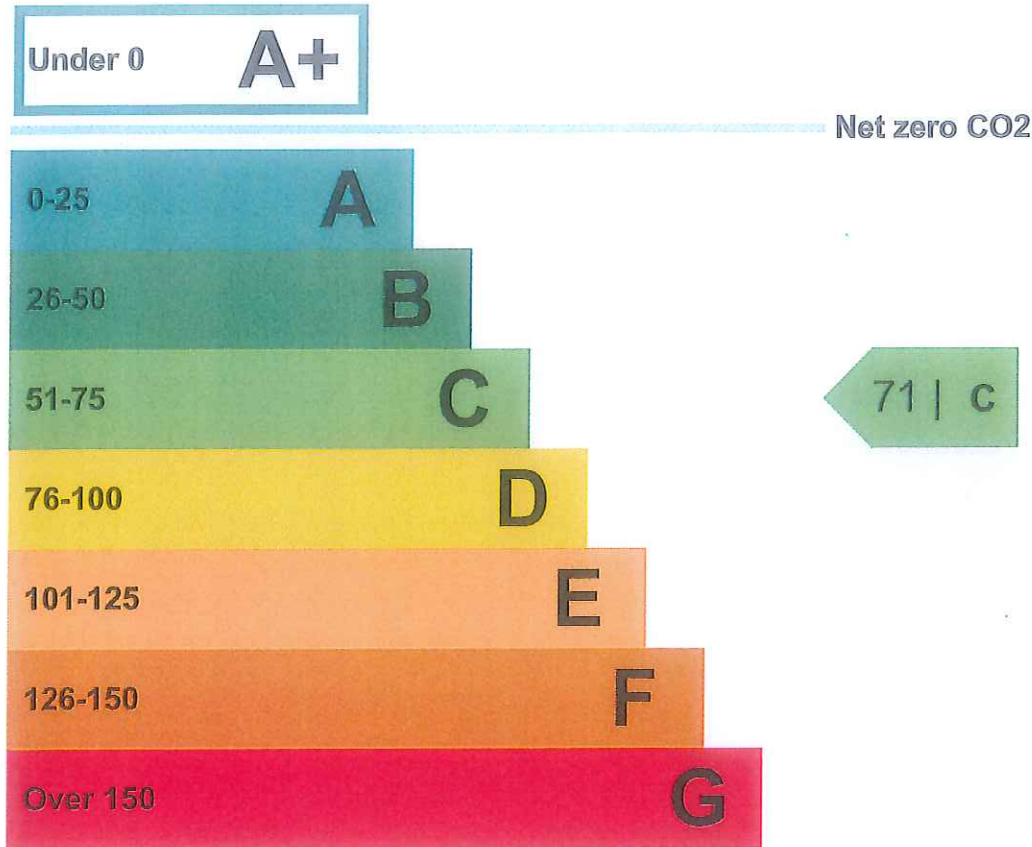 Under 0 A+
Net zero CO2
0-25 A
26-50 B
51-75 C
71 | C
76-100 D
101-125 E
126-150 F
Over 150 G